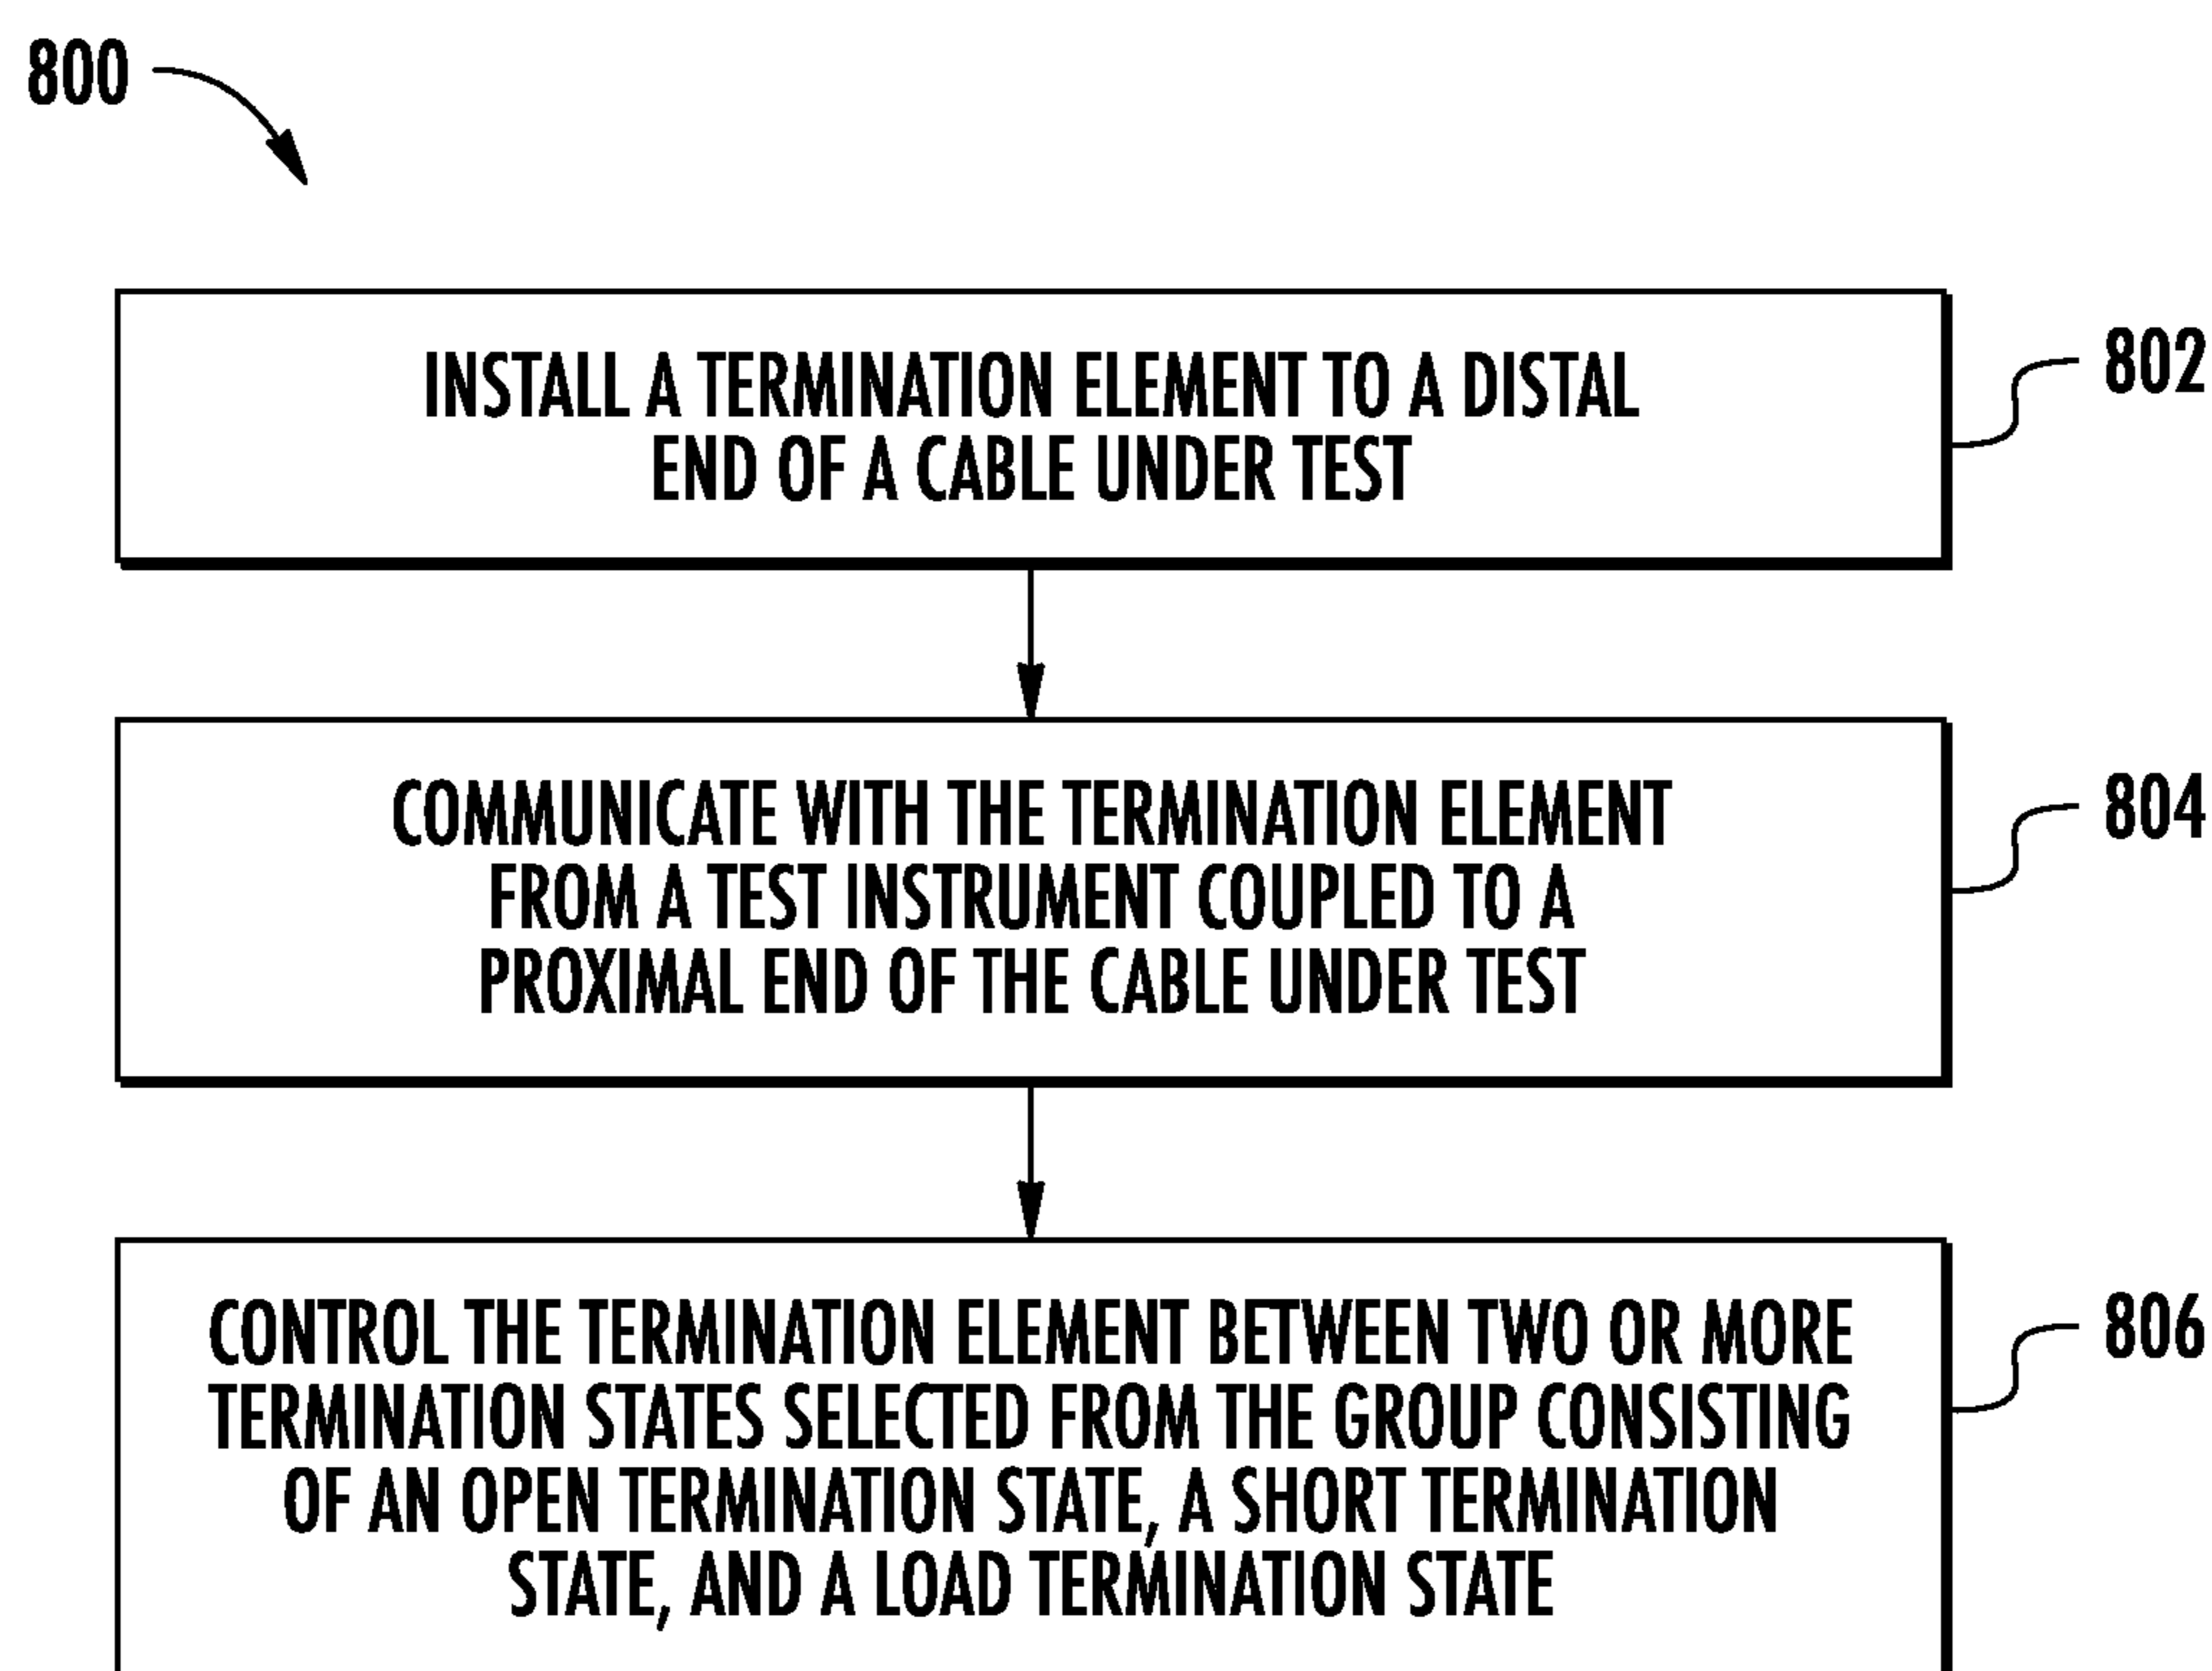 800
INSTALL A TERMINATION ELEMENT TO A DISTAL
END OF A CABLE UNDER TEST
802
COMMUNICATE WITH THE TERMINATION ELEMENT
FROM A TEST INSTRUMENT COUPLED TO A
PROXIMAL END OF THE CABLE UNDER TEST
804
CONTROL THE TERMINATION ELEMENT BETWEEN TWO OR MORE
TERMINATION STATES SELECTED FROM THE GROUP CONSISTING
OF AN OPEN TERMINATION STATE, A SHORT TERMINATION
STATE, AND A LOAD TERMINATION STATE
806